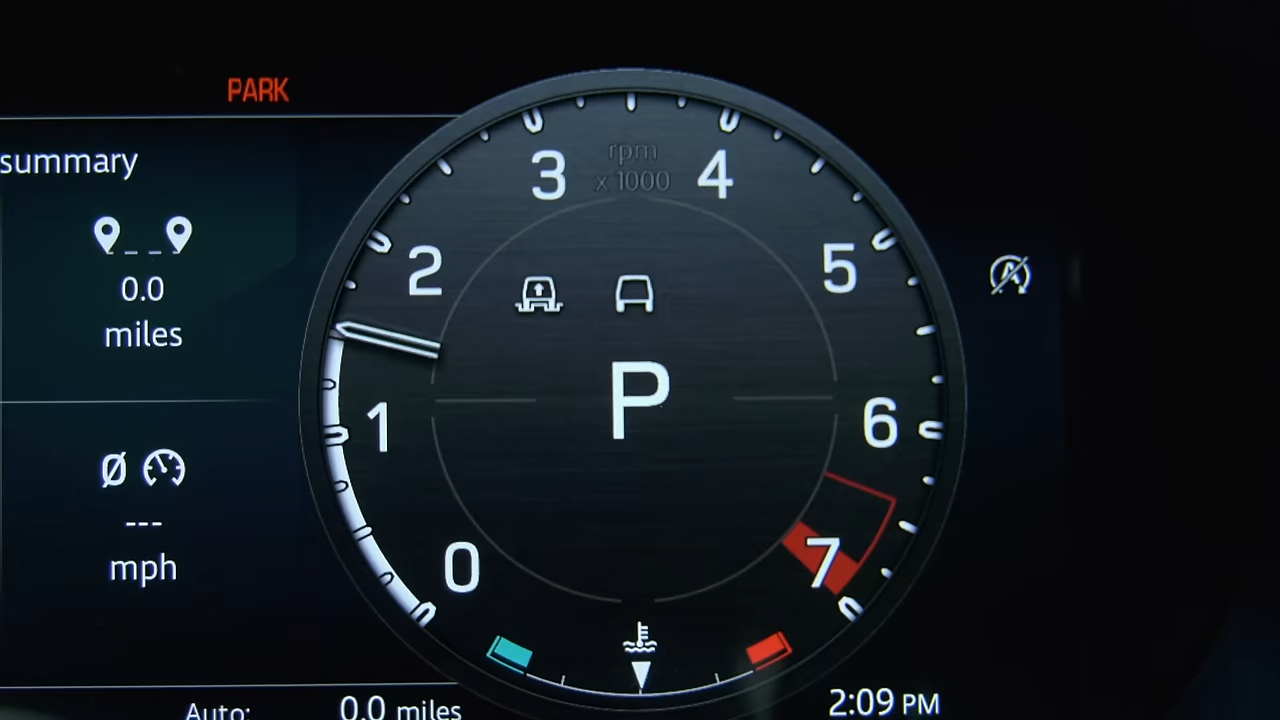 PARK
summary
0.0
miles
Ø
---
mph
Auto: 0.0 miles
rpm
x 1000
0
1
2
3
4
5
6
7
P
A
2:09 PM